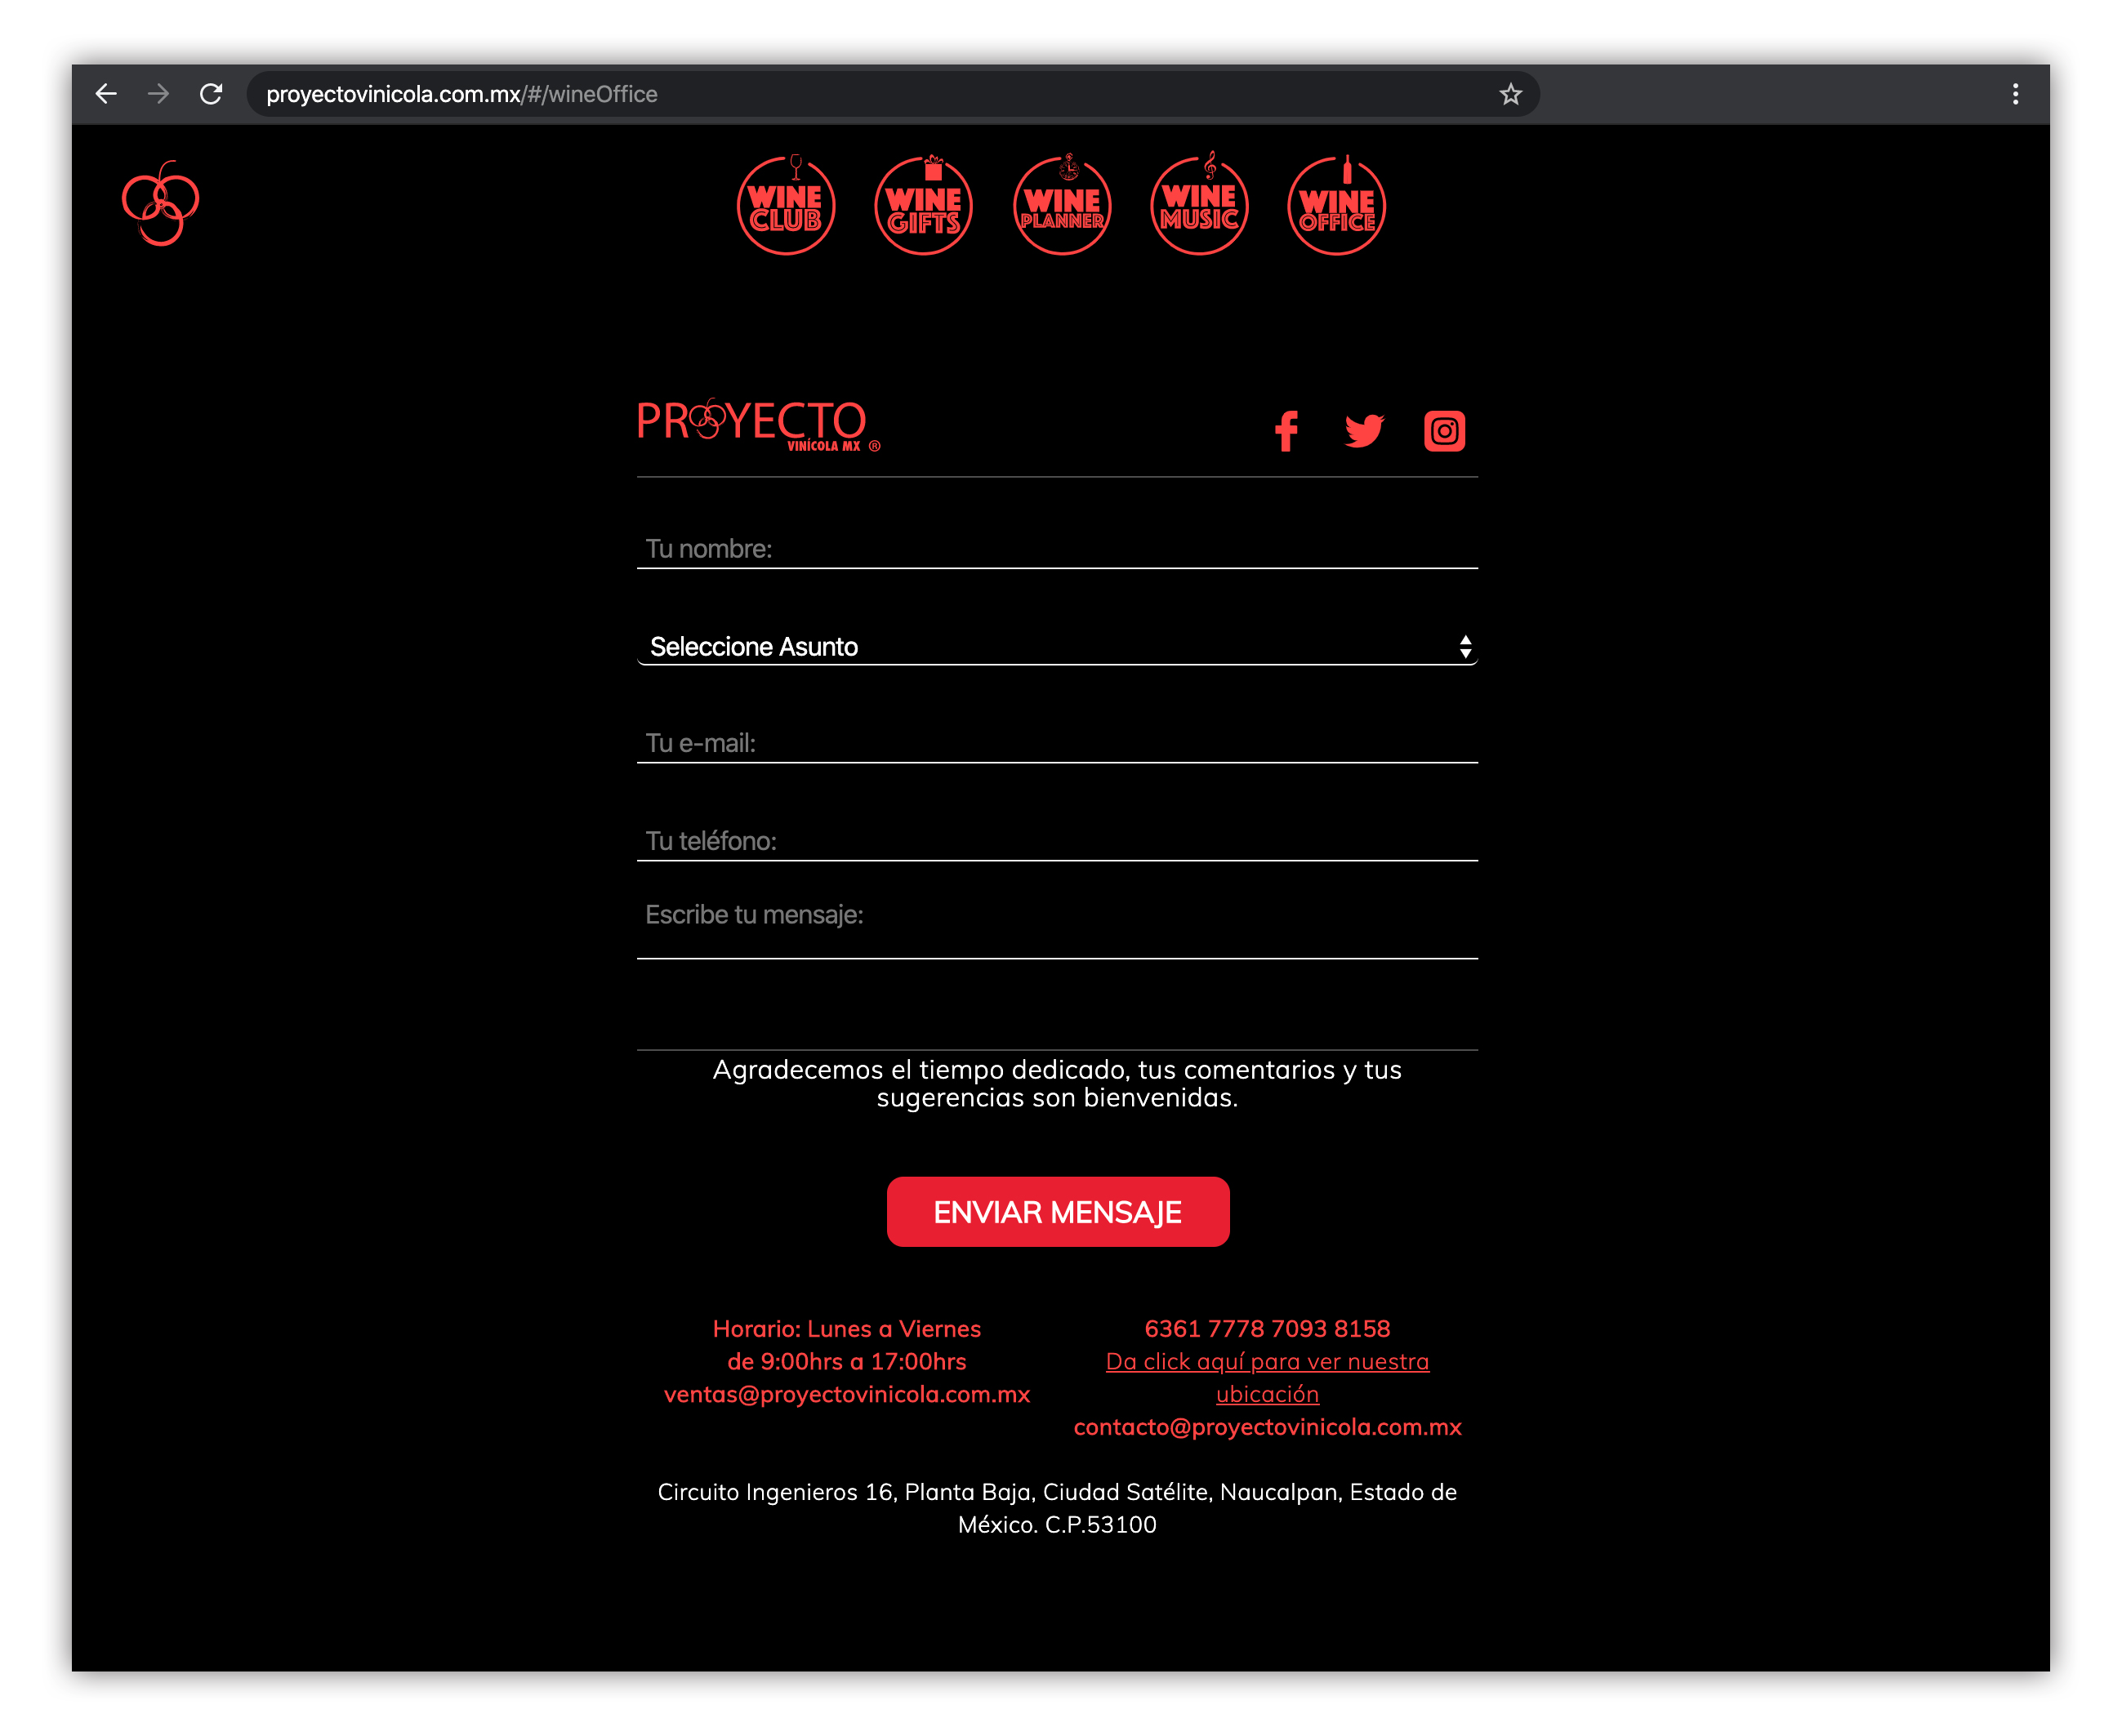 proyectovinicola.com.mx/#/wineOffice
WINE CLUB
WINE GIFTS
WINE PLANNER
WINE MUSIC
WINE OFFICE
PROYECTO
VINÍCOLA MX ®
Tu nombre:
Seleccione Asunto
Tu e-mail:
Tu teléfono:
Escribe tu mensaje:
Agradecemos el tiempo dedicado, tus comentarios y tus
sugerencias son bienvenidas.
ENVIAR MENSAJE
Horario: Lunes a Viernes
de 9:00hrs a 17:00hrs
ventas@proyectovinicola.com.mx
6361 7778 7093 8158
Da click aquí para ver nuestra
ubicación
contacto@proyectovinicola.com.mx
Circuito Ingenieros 16, Planta Baja, Ciudad Satélite, Naucalpan, Estado de
México. C.P.53100